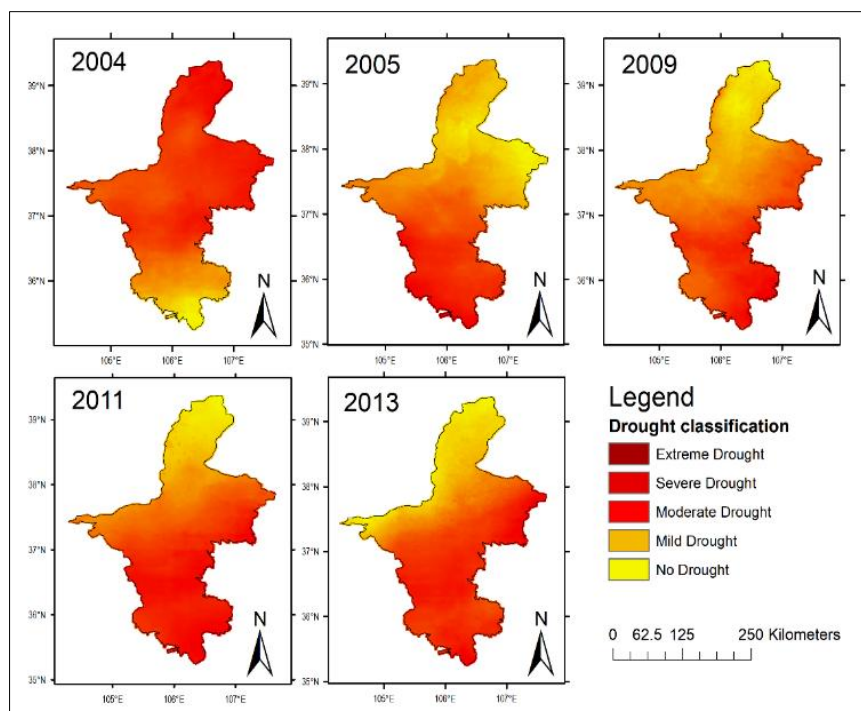 2004
39°N
38°N
37°N
36°N
N
105°E 106°E 107°E
2005
39°N
38°N
37°N
36°N
35°N
N
105°E 106°E 107°E
2009
39°N
38°N
37°N
36°N
N
105°E 106°E 107°E
2011
39°N
38°N
37°N
36°N
35°N
N
105°E 106°E 107°E
2013
39°N
38°N
37°N
36°N
35°N
N
105°E 106°E 107°E
Legend
Drought classification
Extreme Drought
Severe Drought
Moderate Drought
Mild Drought
No Drought
0 62.5 125 250 Kilometers